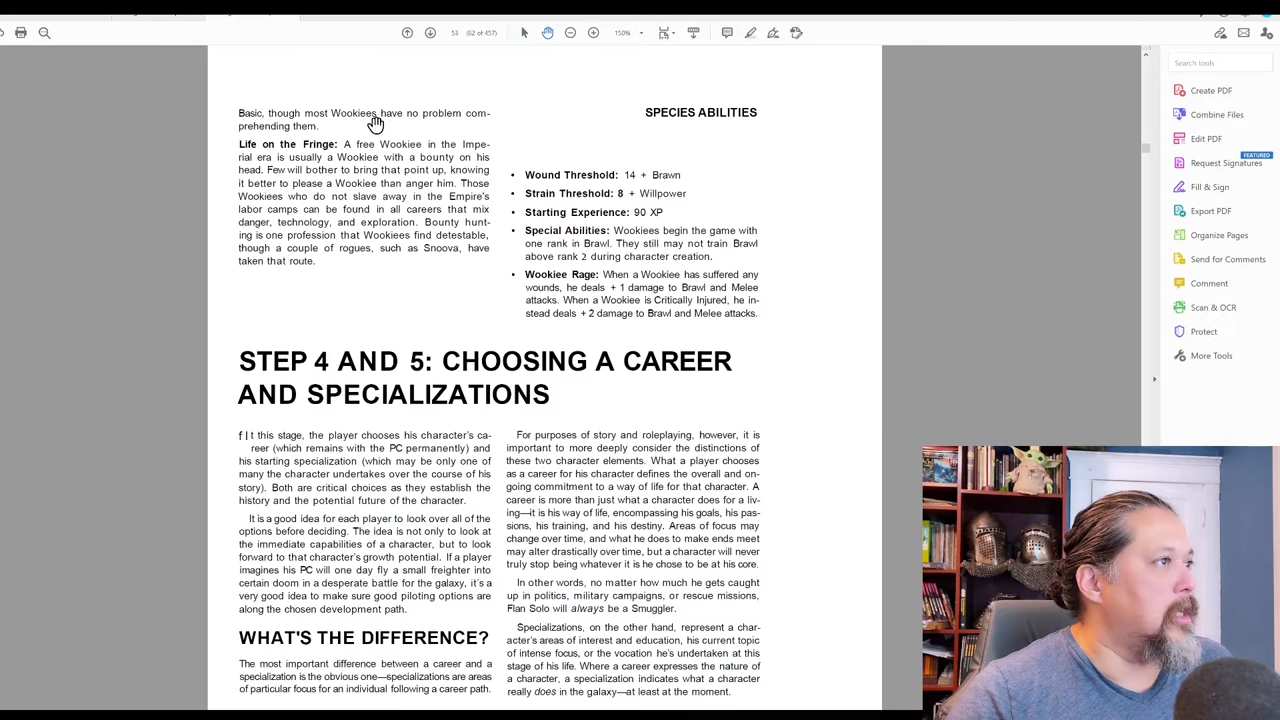 53 (62 of 457)
150%
Search tools
Basic, though most Wookiees have no problem com-
prehending them.
Life on the Fringe: A free Wookiee in the Impe-
rial era is usually a Wookiee with a bounty on his
head. Few will bother to bring that point up, knowing
it better to please a Wookiee than anger him. Those
Wookiees who do not slave away in the Empire's
labor camps can be found in all careers that mix
danger, technology, and exploration. Bounty hunt-
ing is one profession that Wookiees find detestable,
though a couple of rogues, such as Snoova, have
taken that route.
SPECIES ABILITIES
• Wound Threshold: 14 + Brawn
• Strain Threshold: 8 + Willpower
• Starting Experience: 90 XP
• Special Abilities: Wookiees begin the game with
one rank in Brawl. They still may not train Brawl
above rank 2 during character creation.
• Wookiee Rage: When a Wookiee has suffered any
wounds, he deals + 1 damage to Brawl and Melee
attacks. When a Wookiee is Critically Injured, he in-
stead deals + 2 damage to Brawl and Melee attacks.
STEP 4 AND 5: CHOOSING A CAREER
AND SPECIALIZATIONS
f I t this stage, the player chooses his character's ca-
reer (which remains with the PC permanently) and
his starting specialization (which may be only one of
many the character undertakes over the course of his
story). Both are critical choices as they establish the
history and the potential future of the character.
It is a good idea for each player to look over all of the
options before deciding. The idea is not only to look at
the immediate capabilities of a character, but to look
forward to that character's growth potential. If a player
imagines his PC will one day fly a small freighter into
certain doom in a desperate battle for the galaxy, it's a
very good idea to make sure good piloting options are
along the chosen development path.
WHAT'S THE DIFFERENCE?
The most important difference between a career and a
specialization is the obvious one—specializations are areas
of particular focus for an individual following a career path.
For purposes of story and roleplaying, however, it is
important to more deeply consider the distinctions of
these two character elements. What a player chooses
as a career for his character defines the overall and on-
going commitment to a way of life for that character. A
career is more than just what a character does for a liv-
ing—it is his way of life, encompassing his goals, his pas-
sions, his training, and his destiny. Areas of focus may
change over time, and what he does to make ends meet
may alter drastically over time, but a character will never
truly stop being whatever it is he chose to be at his core.
In other words, no matter how much he gets caught
up in politics, military campaigns, or rescue missions,
Flan Solo will always be a Smuggler.
Specializations, on the other hand, represent a char-
acter's areas of interest and education, his current topic
of intense focus, or the vocation he's undertaken at this
stage of his life. Where a career expresses the nature of
a character, a specialization indicates what a character
really does in the galaxy—at least at the moment.
Create PDF
Combine Files
Edit PDF
FEATURED
Request Signatures
Fill & Sign
Export PDF
Organize Pages
Send for Comments
Comment
Scan & OCR
Protect
More Tools